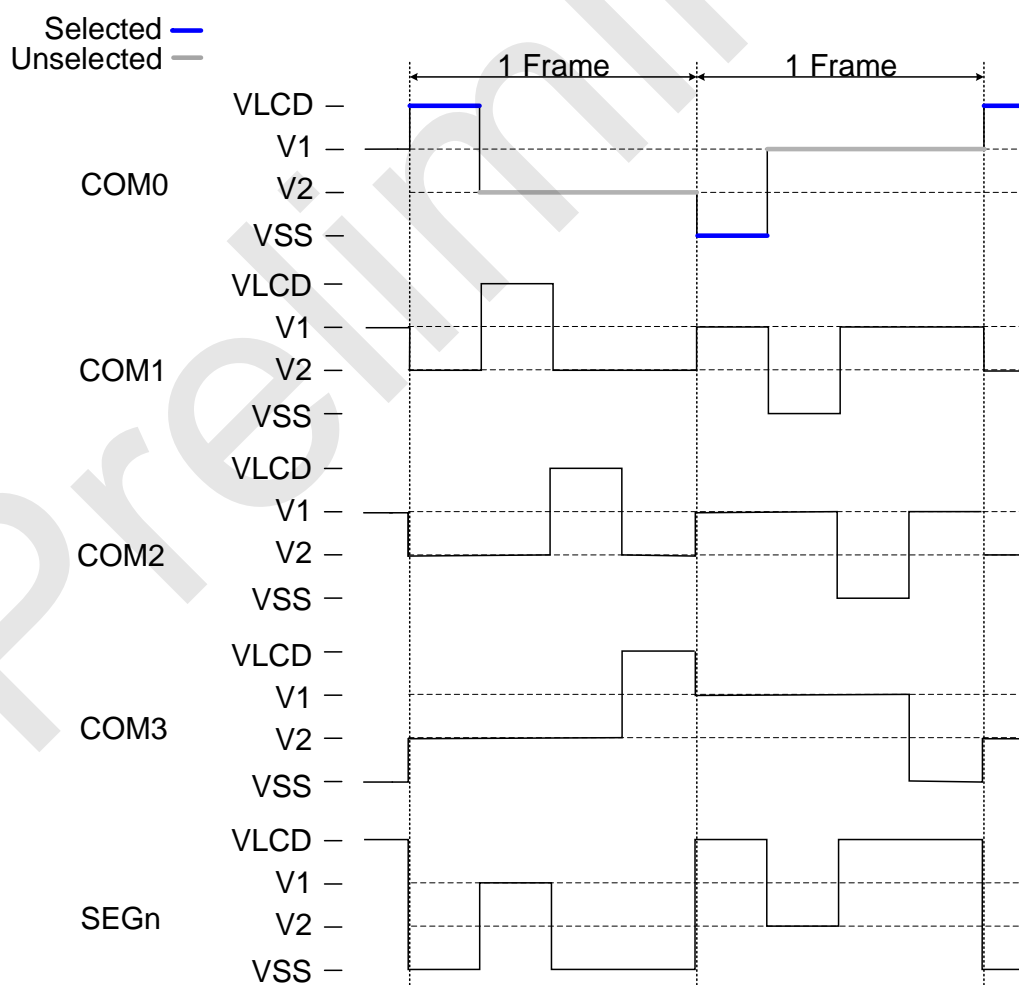 Selected
Unselected
1 Frame 1 Frame
VLCD
V1
COM0
V2
VSS
VLCD
V1
COM1
V2
VSS
VLCD
V1
COM2
V2
VSS
VLCD
V1
COM3
V2
VSS
VLCD
V1
SEGn
V2
VSS
Prelimi